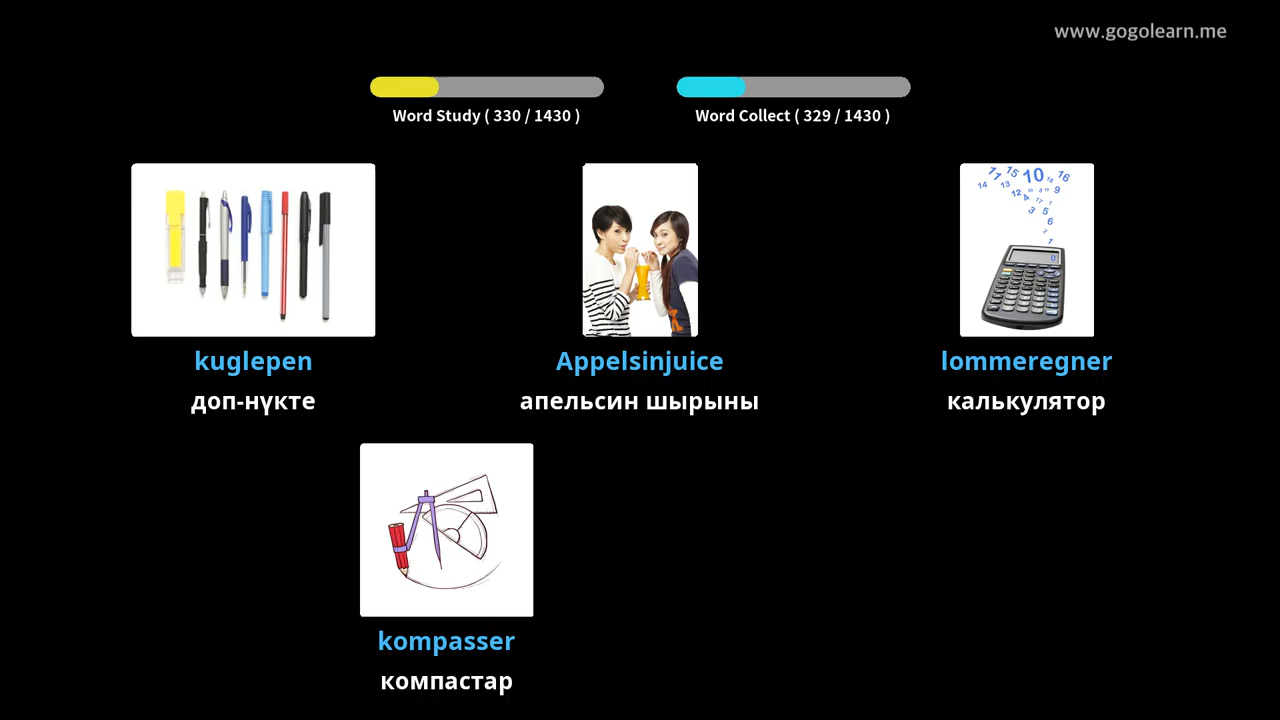 www.gogolearn.me
Word Study ( 330 / 1430 )
Word Collect ( 329 / 1430 )
kuglepen
доп-нүкте
Appelsinjuice
апельсин шырыны
lommeregner
калькулятор
kompasser
компастар